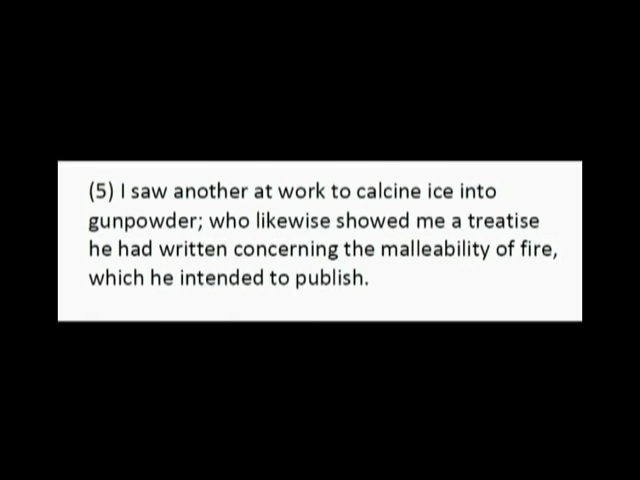 (5) I saw another at work to calcine ice into
gunpowder; who likewise showed me a treatise
he had written concerning the malleability of fire,
which he intended to publish.